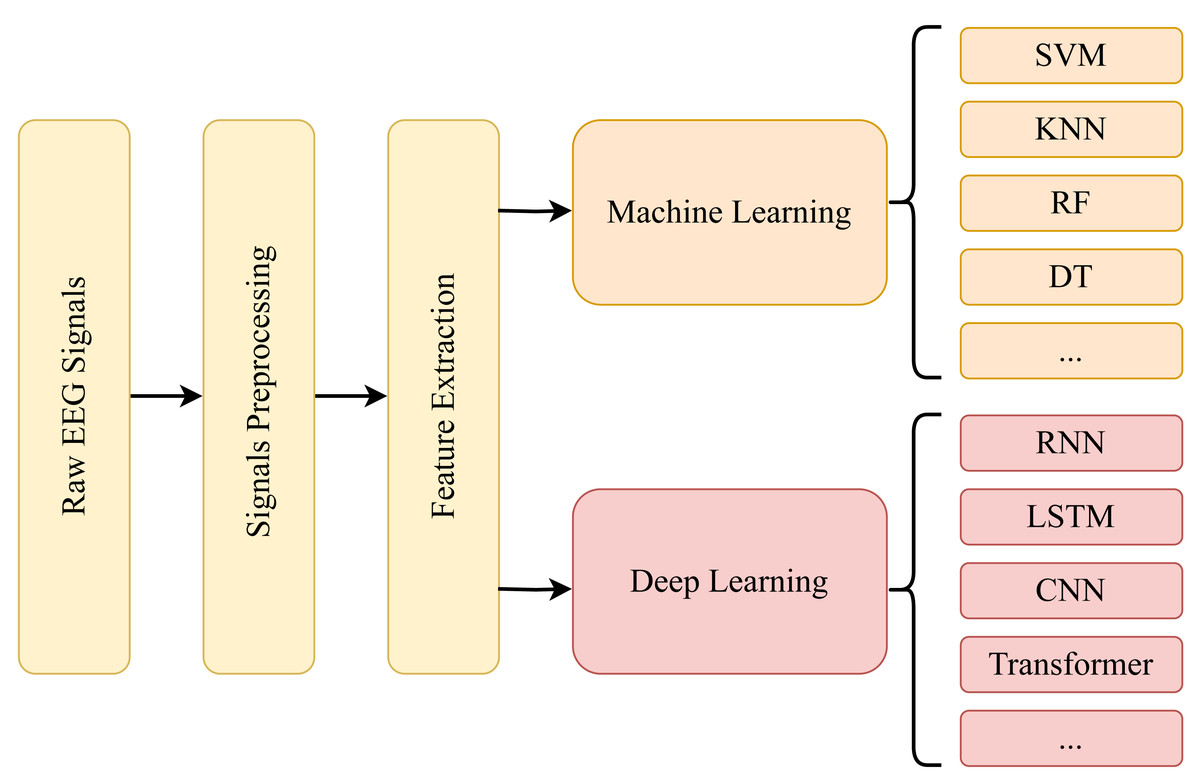 Raw EEG Signals
Signals Preprocessing
Feature Extraction
Machine Learning
SVM
KNN
RF
DT
...
Deep Learning
RNN
LSTM
CNN
Transformer
...